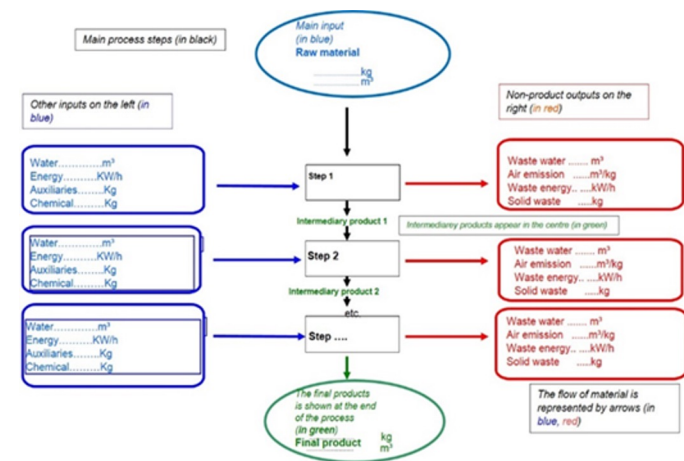 Main process steps (in black)
Main input
(in blue)
Raw material
..............kg
..............m³
Other inputs on the left (in
blue)
Non-product outputs on the
right (in red)
Water.............m³
Energy.........KW/h
Auxiliaries........Kg
Chemical.........Kg
Step 1
Waste water ....... m³
Air emission ......m³/kg
Waste energy.. ....kW/h
Solid waste .....kg
Intermediary product 1
Intermediarey products appear in the centre (in green)
Water.............m³
Energy.........KW/h
Auxiliaries........Kg
Chemical.........Kg
Step 2
Waste water ....... m³
Air emission ......m³/kg
Waste energy.. ....kW/h
Solid waste .....kg
Intermediary product 2
etc.
Water.............m³
Energy.........KW/h
Auxiliaries........Kg
Chemical.........Kg
Step ....
Waste water ....... m³
Air emission ......m³/kg
Waste energy.. ....kW/h
Solid waste .....kg
The final products
is shown at the end
of the process
(in green)
Final product kg
.............. m³
The flow of material is
represented by arrows (in
blue, red)